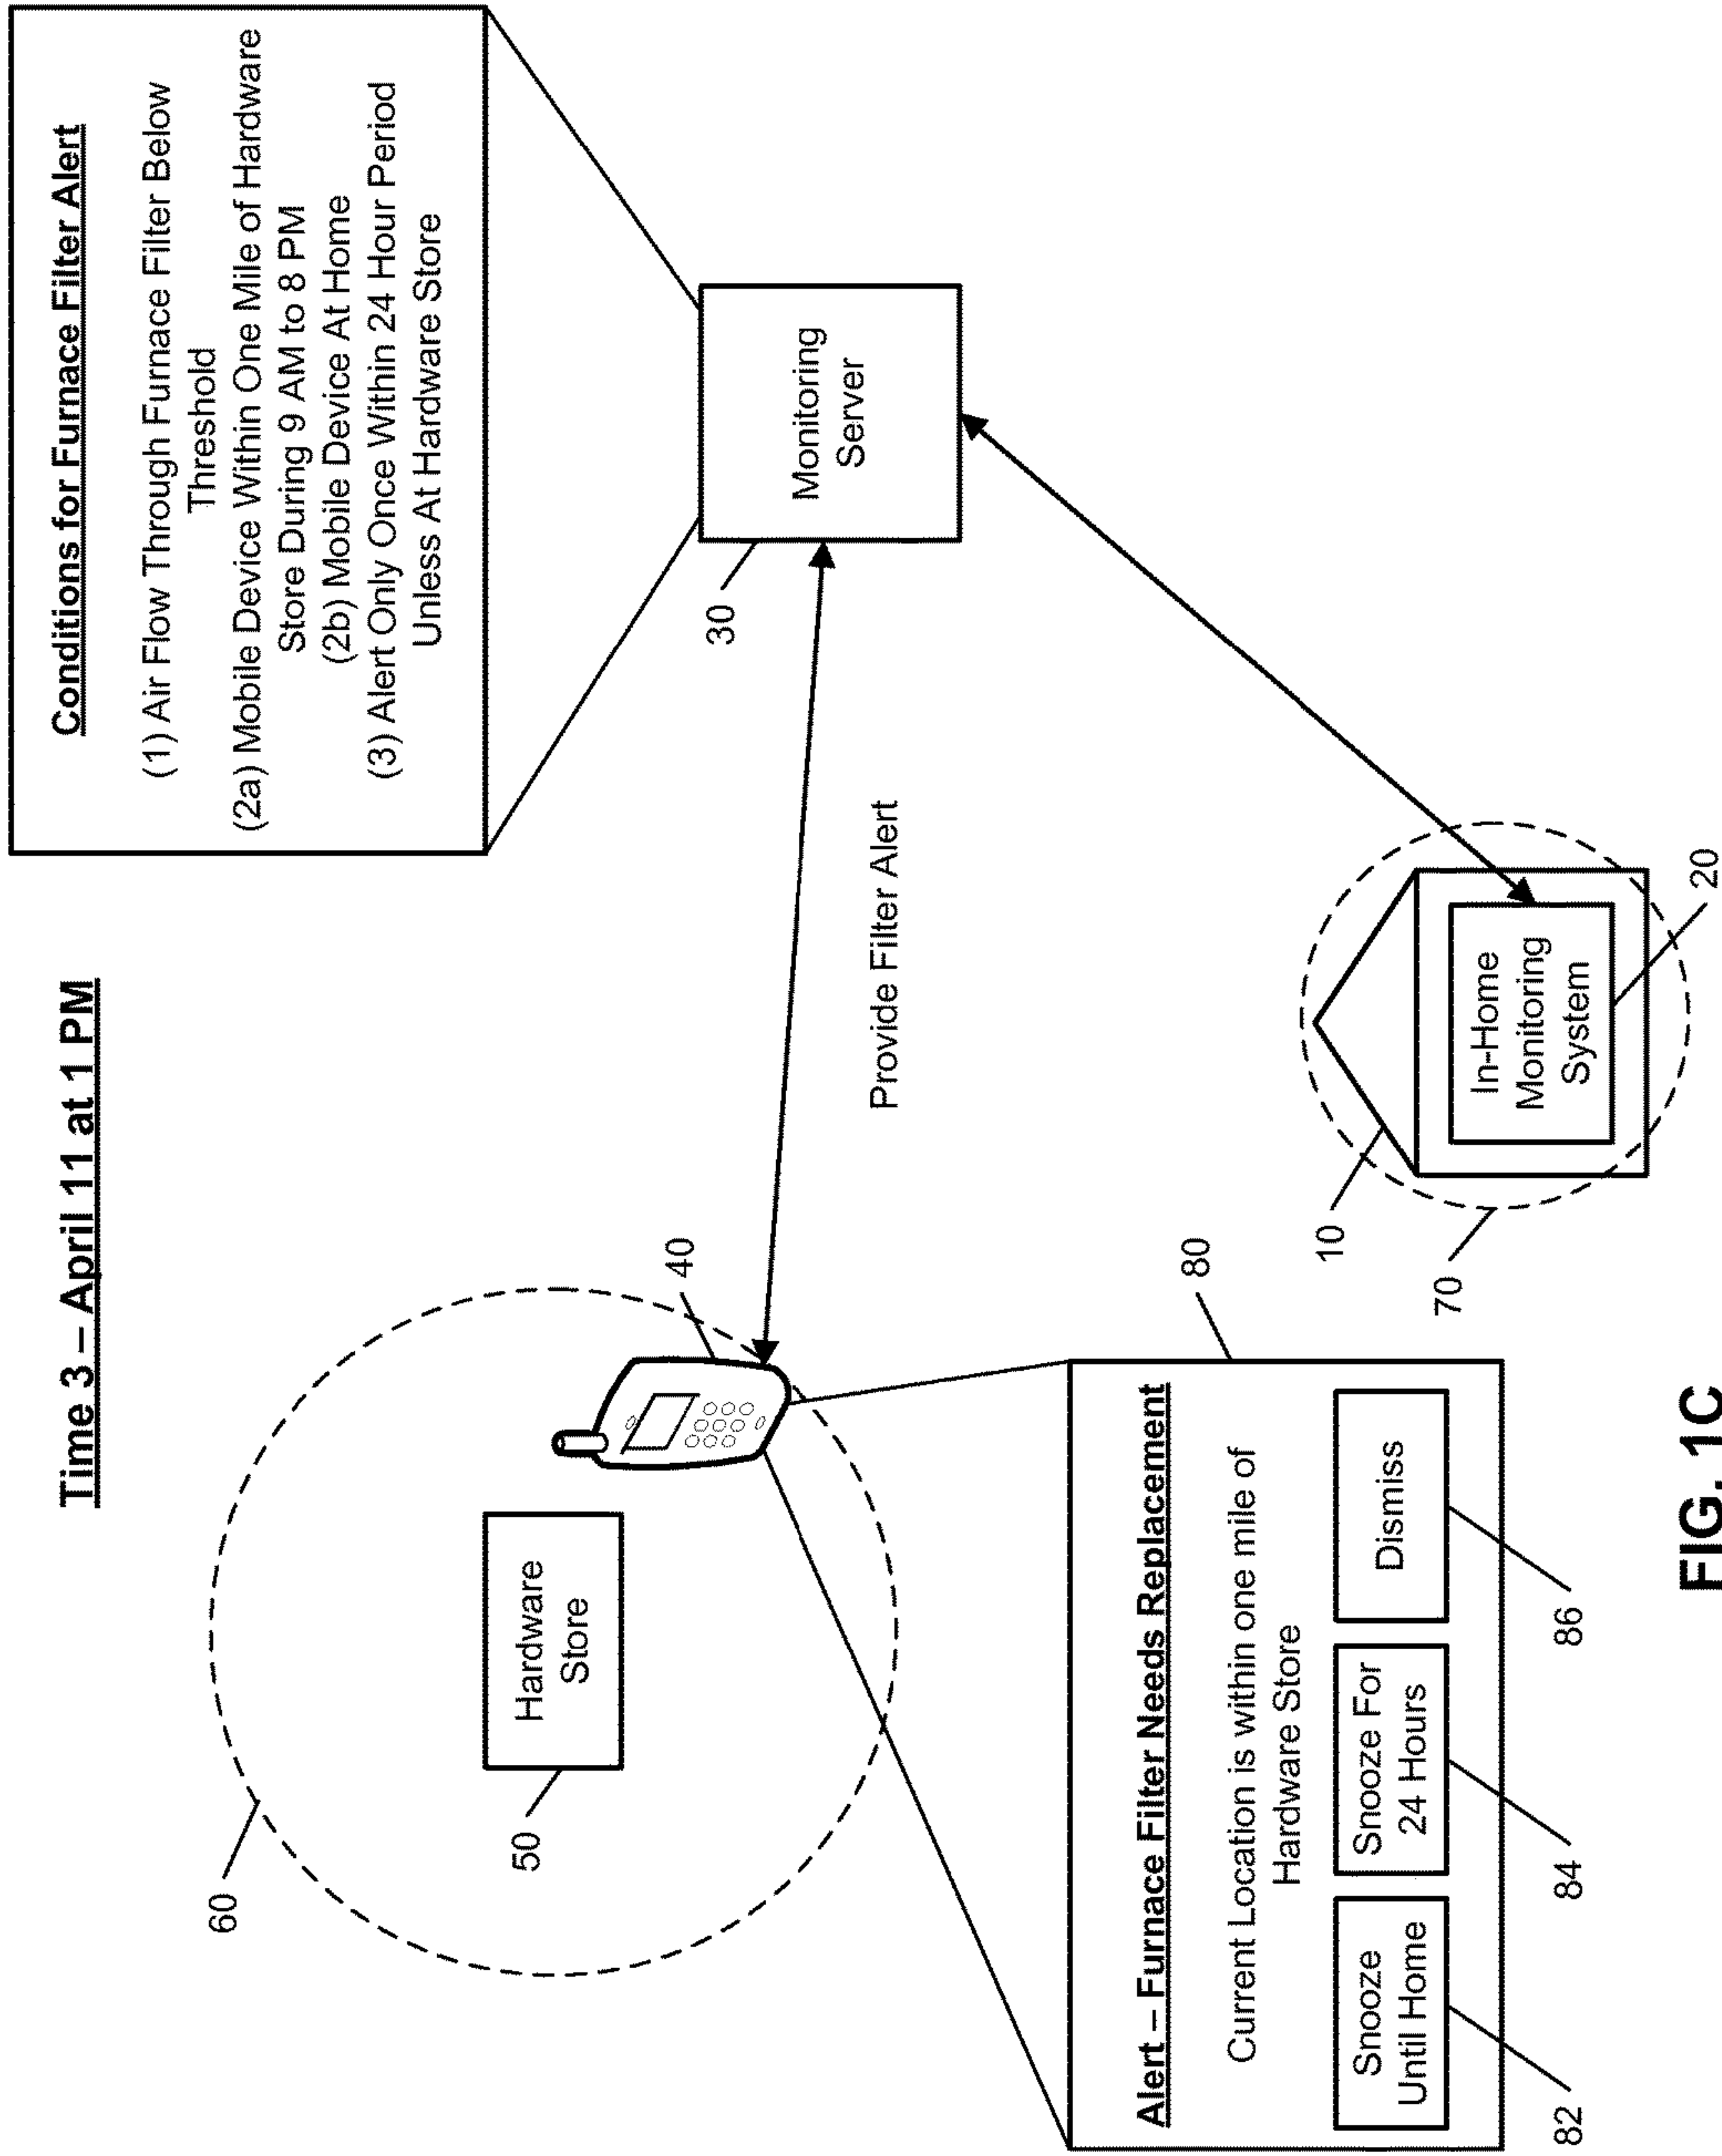 Time 3 – April 11 at 1 PM
Conditions for Furnace Filter Alert
(1) Air Flow Through Furnace Filter Below
Threshold
(2a) Mobile Device Within One Mile of Hardware
Store During 9 AM to 8 PM
(2b) Mobile Device At Home
(3) Alert Only Once Within 24 Hour Period
Unless At Hardware Store
60
Hardware
Store
50
40
30
Monitoring
Server
Provide Filter Alert
80
Alert – Furnace Filter Needs Replacement
Current Location is within one mile of
Hardware Store
Snooze
Until Home
Snooze For
24 Hours
Dismiss
82
84
86
10
70
In-Home
Monitoring
System
20
FIG. 1C